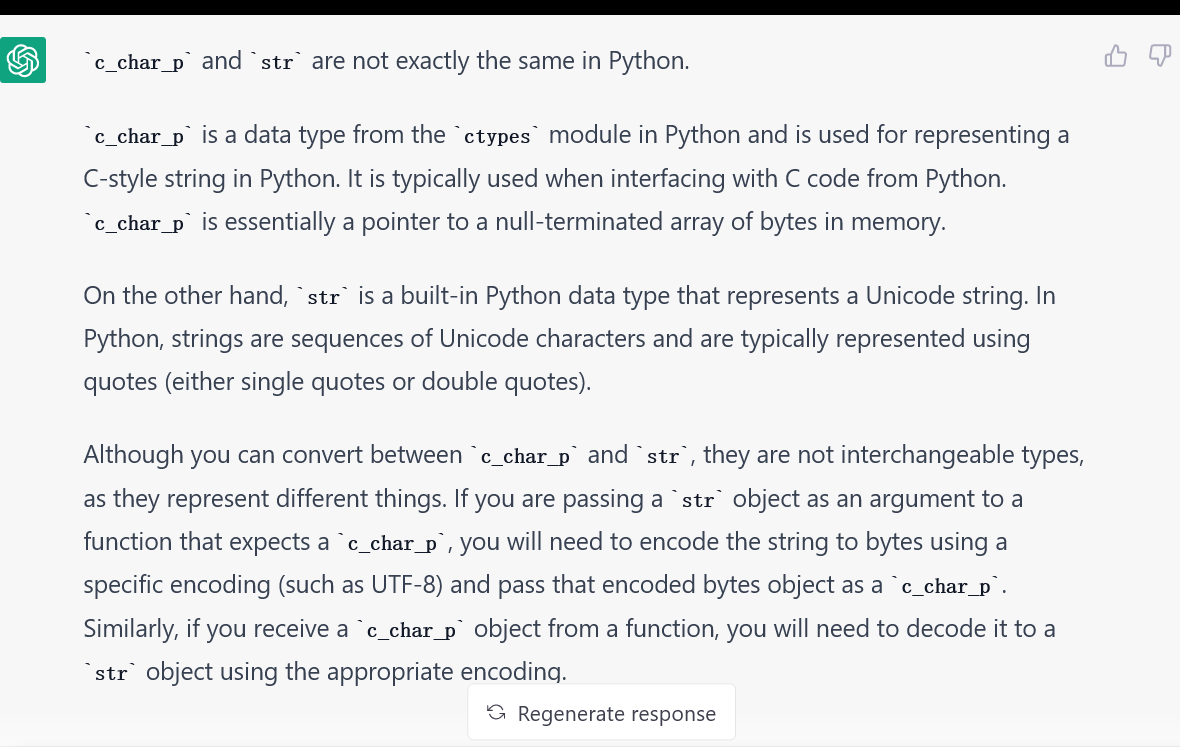 `c_char_p` and `str` are not exactly the same in Python.
`c_char_p` is a data type from the `ctypes` module in Python and is used for representing a
C-style string in Python. It is typically used when interfacing with C code from Python.
`c_char_p` is essentially a pointer to a null-terminated array of bytes in memory.
On the other hand, `str` is a built-in Python data type that represents a Unicode string. In
Python, strings are sequences of Unicode characters and are typically represented using
quotes (either single quotes or double quotes).
Although you can convert between `c_char_p` and `str`, they are not interchangeable types,
as they represent different things. If you are passing a `str` object as an argument to a
function that expects a `c_char_p`, you will need to encode the string to bytes using a
specific encoding (such as UTF-8) and pass that encoded bytes object as a `c_char_p`.
Similarly, if you receive a `c_char_p` object from a function, you will need to decode it to a
`str` object using the appropriate encoding.
Regenerate response